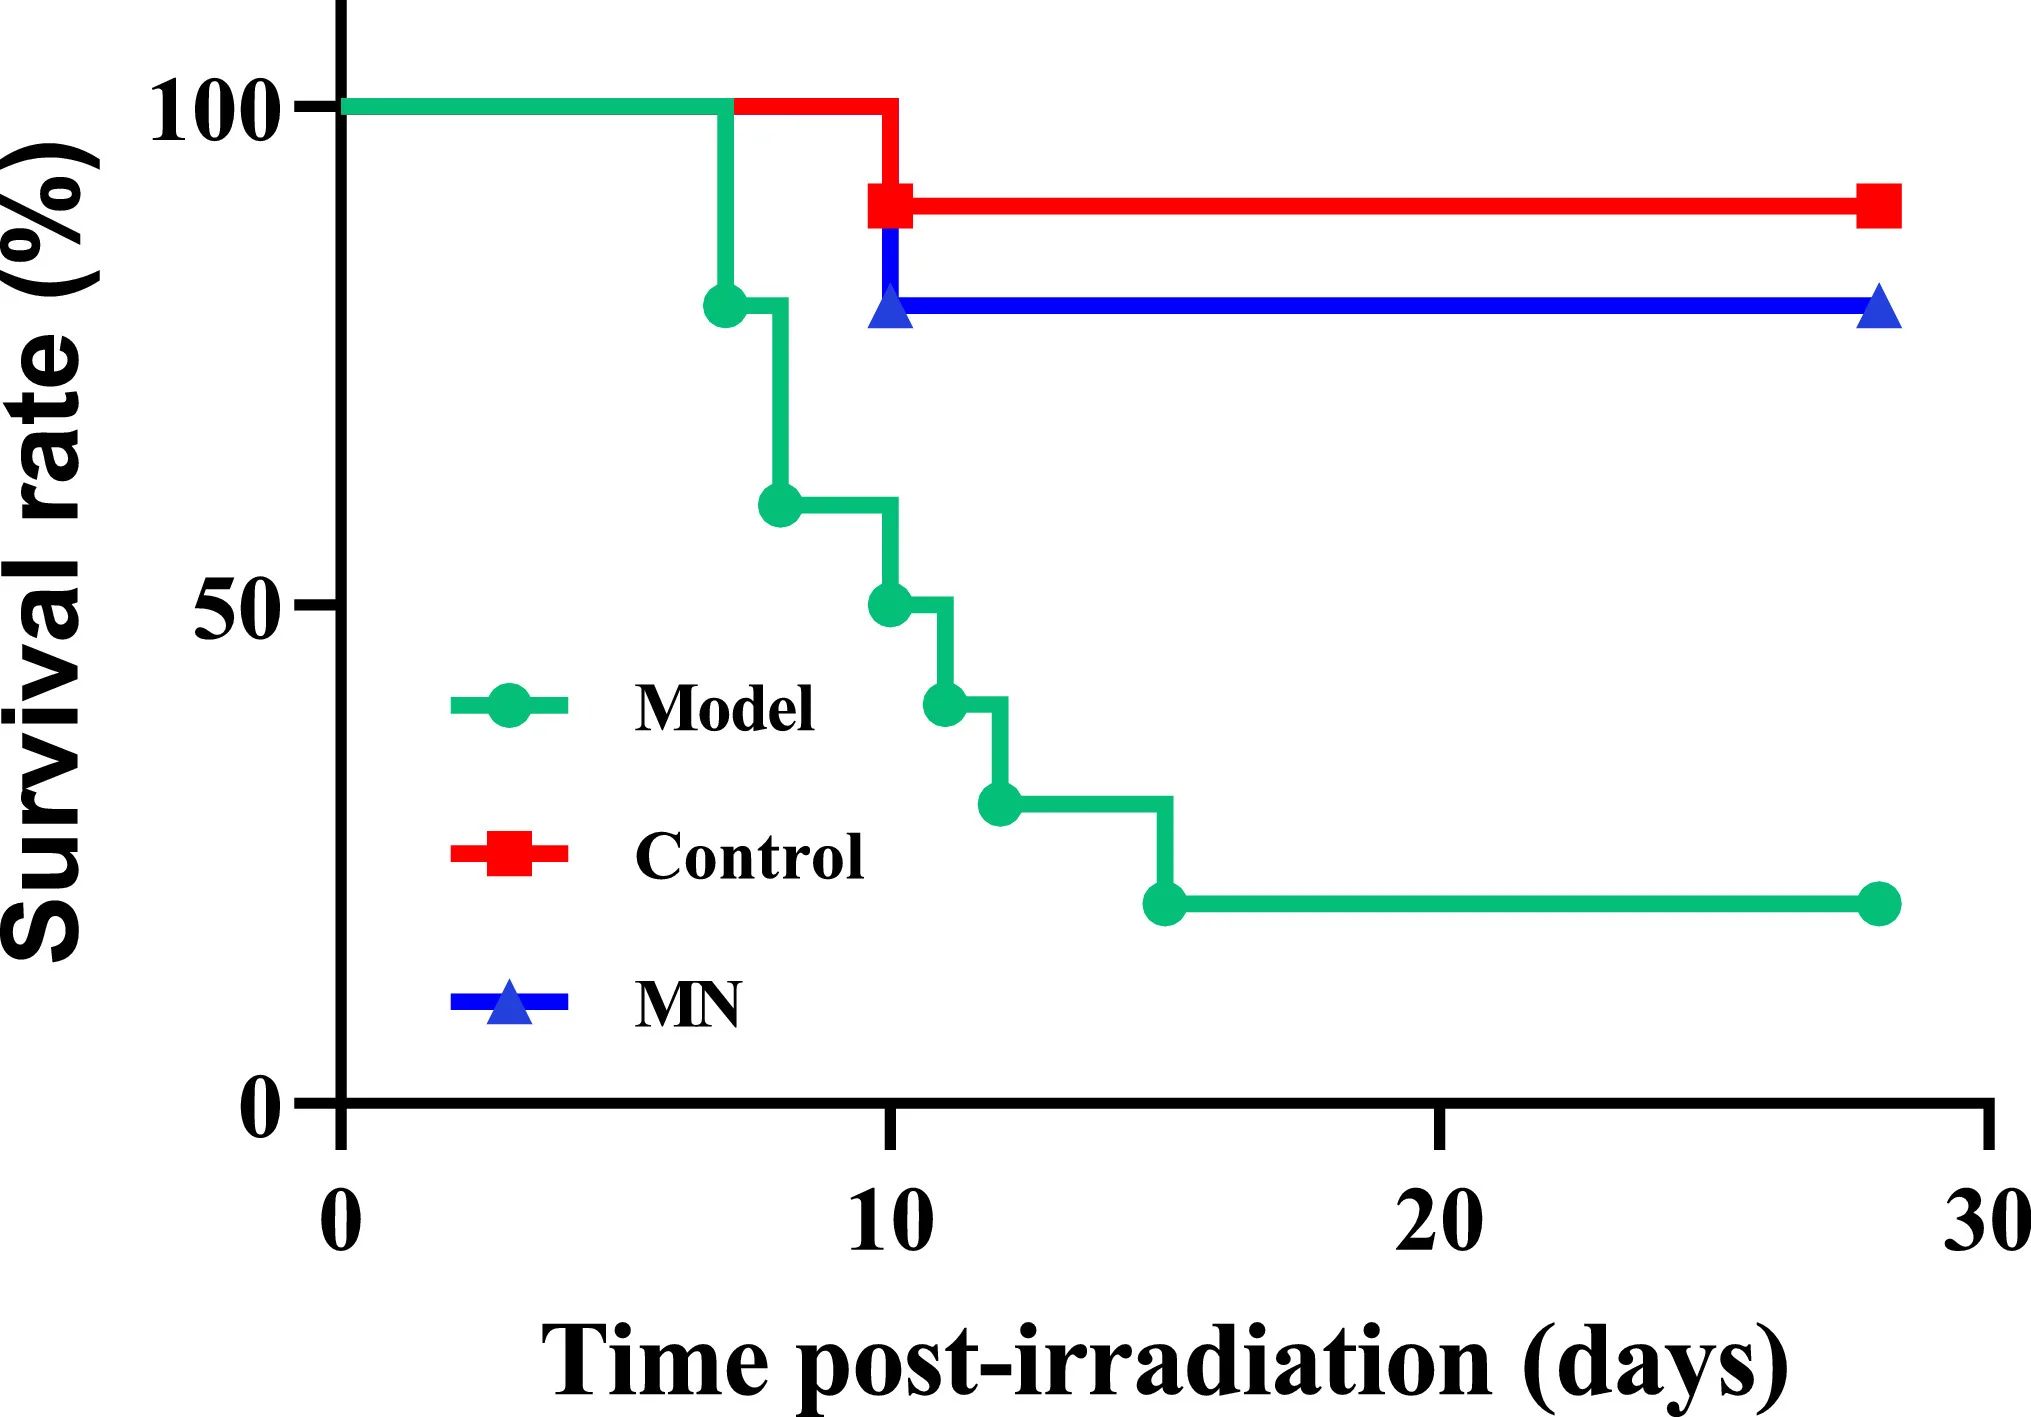 Survival rate (%)
100
50
0
Model
Control
MN
0 10 20 30
Time post-irradiation (days)